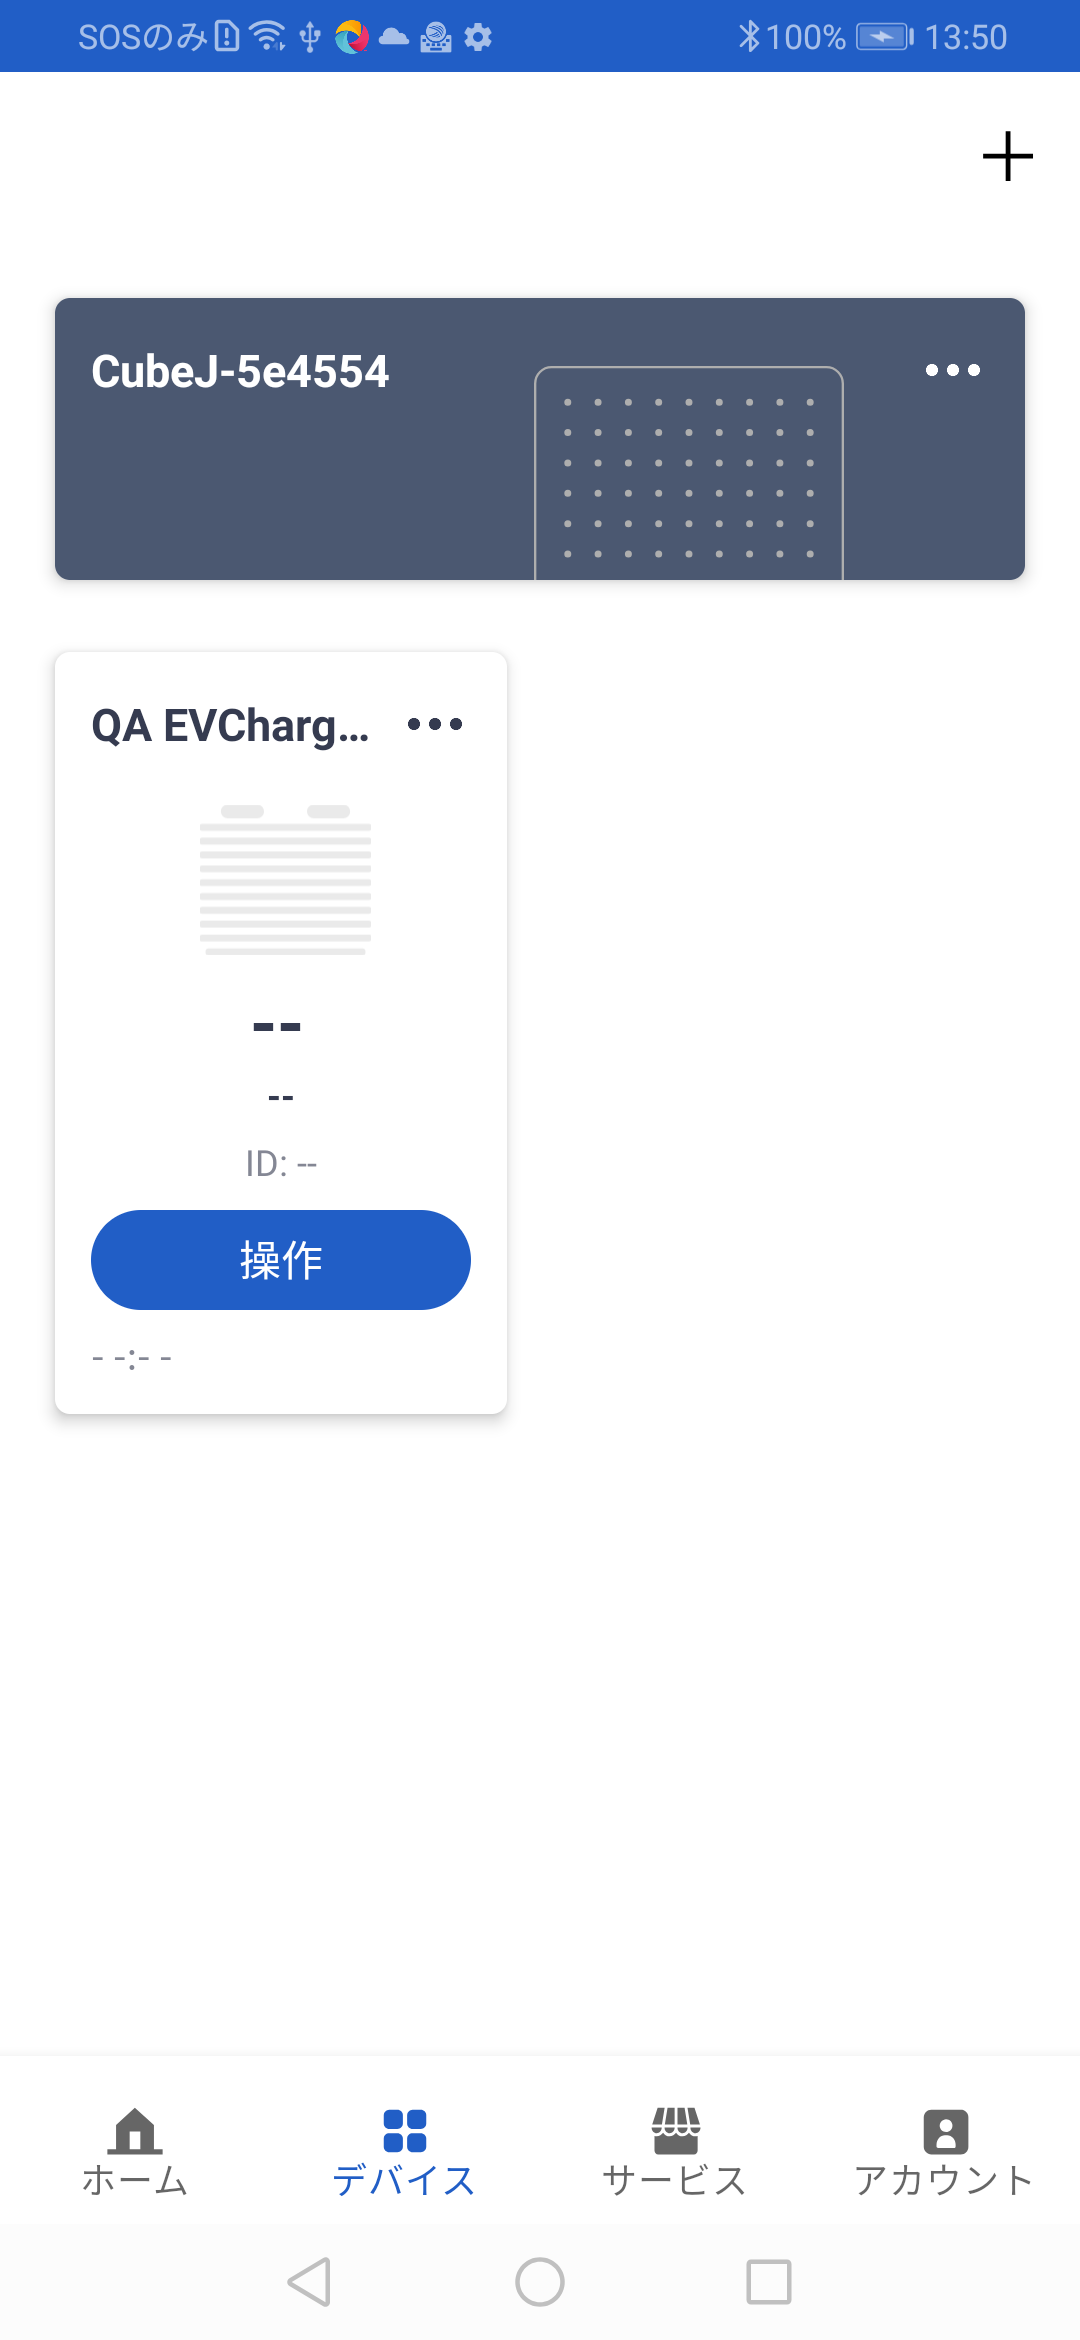 SOSのみ 100% 13:50
CubeJ-5e4554
QA EVCharg...
--
--
ID: --
操作
- -:- -
ホーム デバイス サービス アカウント